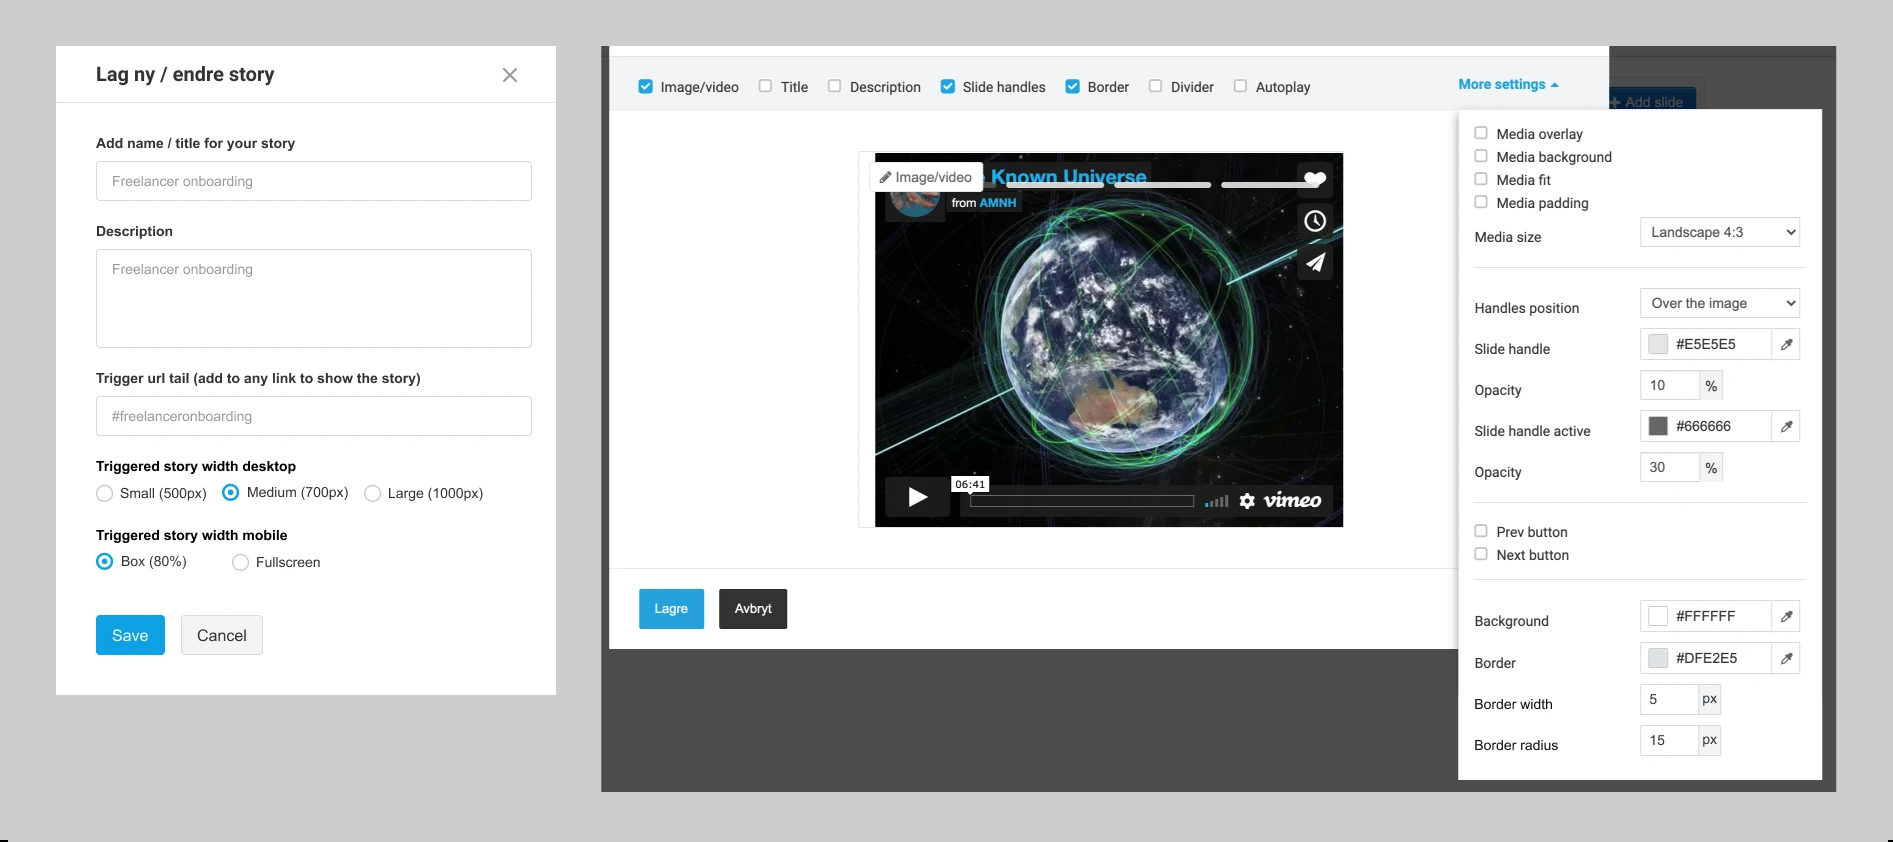 Lag ny / endre story
Add name / title for your story
Freelancer onboarding
Description
Freelancer onboarding
Trigger url tail (add to any link to show the story)
#freelanceronboarding
Triggered story width desktop
Small (500px) Medium (700px) Large (1000px)
Triggered story width mobile
Box (80%) Fullscreen
Save Cancel
Image/video Title Description Slide handles Border Divider Autoplay More settings
+ Add slide
Image/video
Known Universe
from AMNH
06:41
vimeo
Lagre Avbryt
Media overlay
Media background
Media fit
Media padding
Media size Landscape 4:3
Handles position Over the image
Slide handle #E5E5E5
Opacity 10 %
Slide handle active #666666
Opacity 30 %
Prev button
Next button
Background #FFFFFF
Border #DFE2E5
Border width 5 px
Border radius 15 px